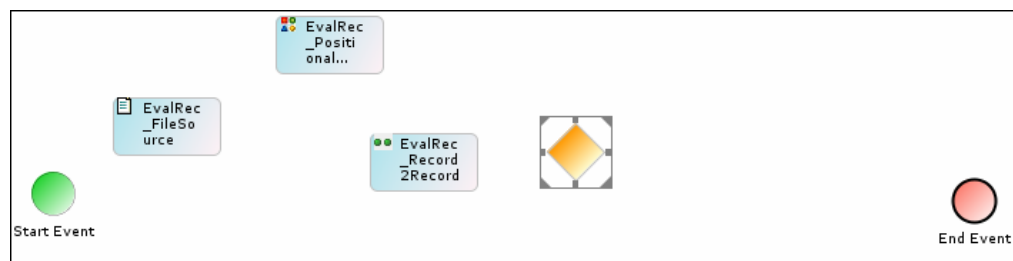 EvalRec
_Positi
onal...
EvalRec
_FileSo
urce
EvalRec
_Record
2Record
Start Event
End Event